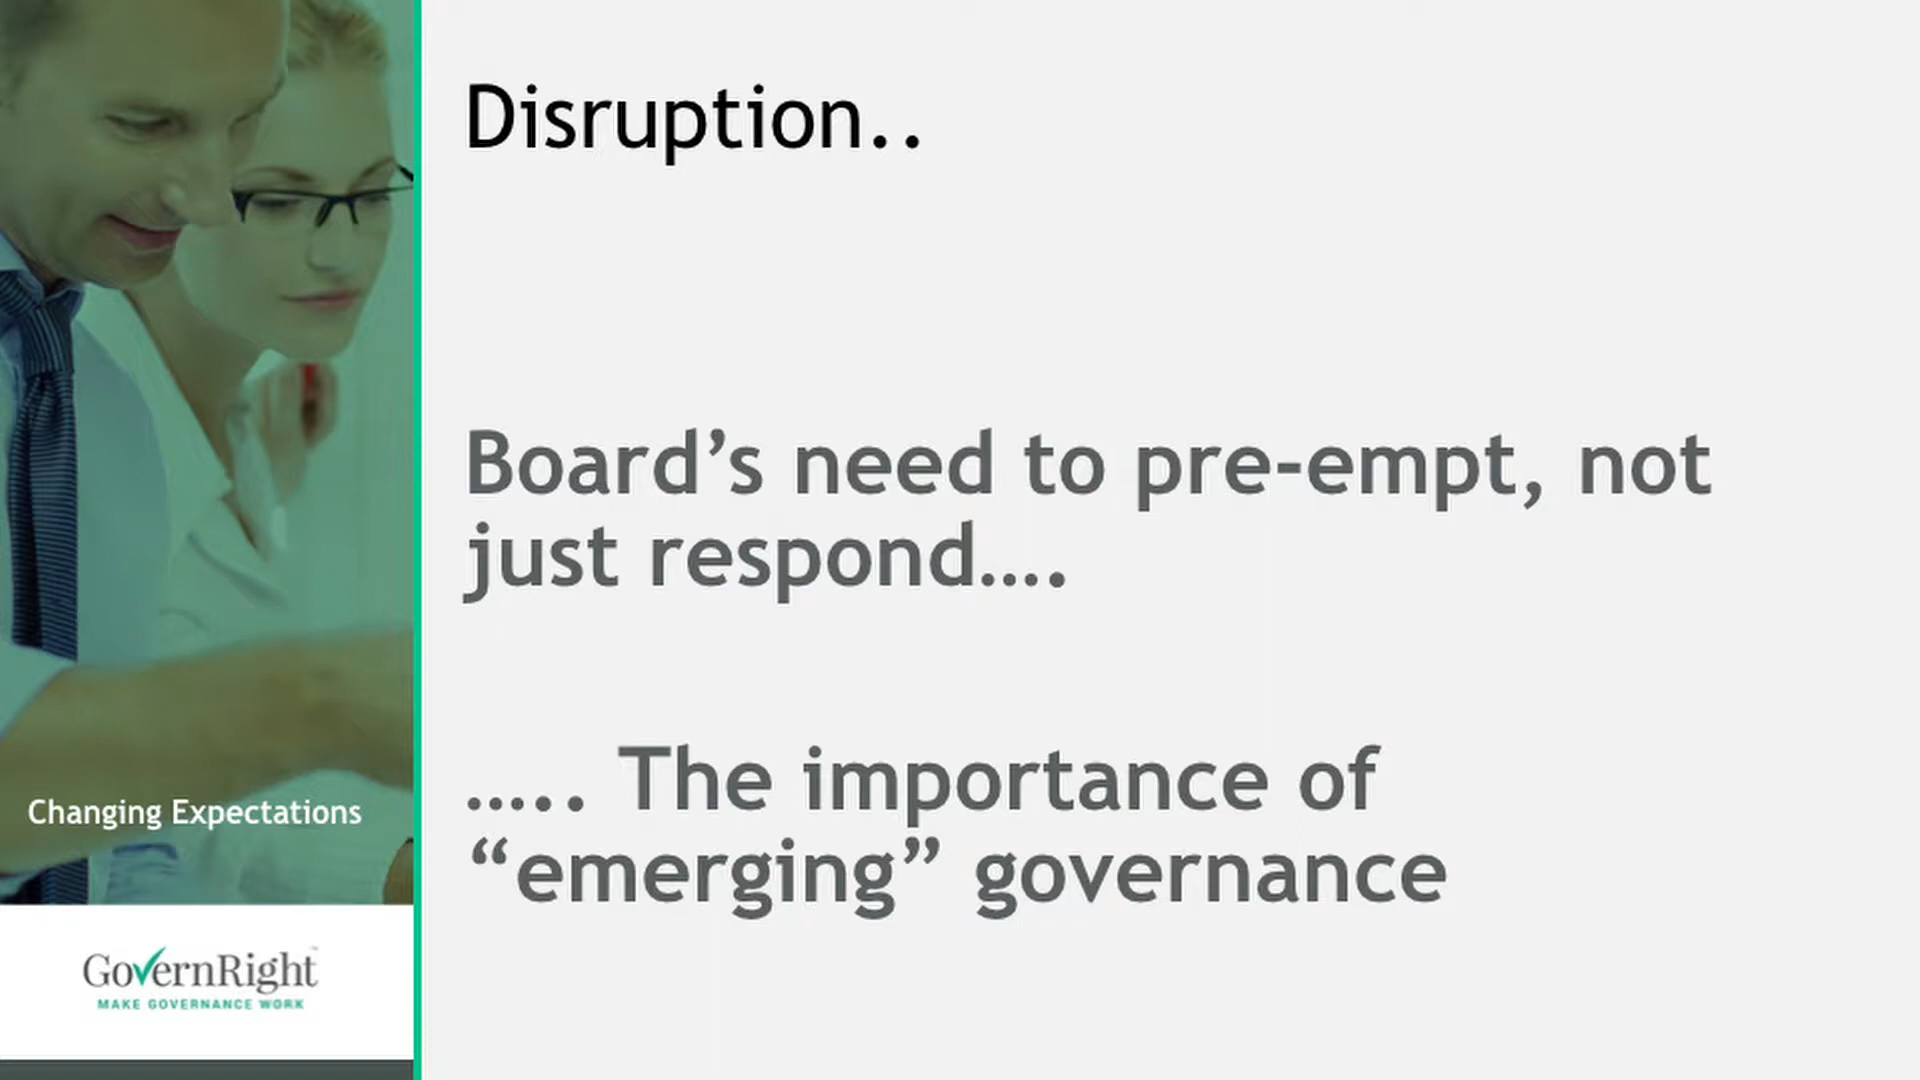 Disruption..
Board’s need to pre-empt, not
just respond….
….. The importance of
“emerging” governance
Changing Expectations
GovernRight™
MAKE GOVERNANCE WORK